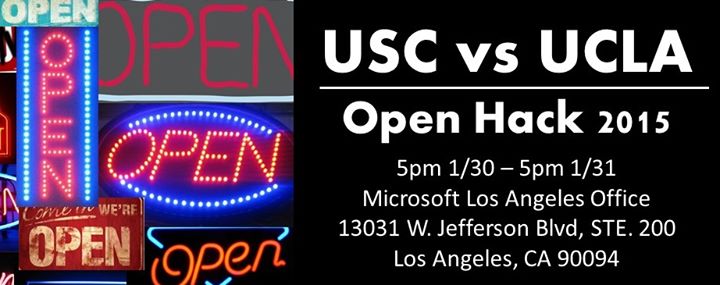 OPEN
OPEN
OPEN
OPEN
Come in WE'RE
OPEN
Open
USC vs UCLA
Open Hack 2015
5pm 1/30 – 5pm 1/31
Microsoft Los Angeles Office
13031 W. Jefferson Blvd, STE. 200
Los Angeles, CA 90094